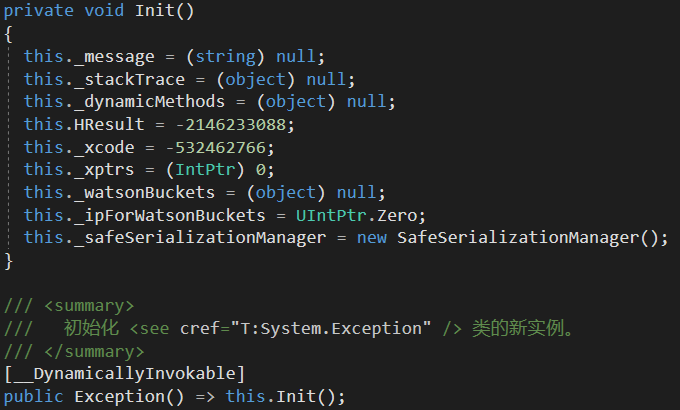 private void Init()
{
this._message = (string) null;
this._stackTrace = (object) null;
this._dynamicMethods = (object) null;
this.HResult = -2146233088;
this._xcode = -532462766;
this._xptrs = (IntPtr) 0;
this._watsonBuckets = (object) null;
this._ipForWatsonBuckets = UIntPtr.Zero;
this._safeSerializationManager = new SafeSerializationManager();
}
/// <summary>
/// 初始化 <see cref="T:System.Exception" /> 类的新实例。
/// </summary>
[__DynamicallyInvokable]
public Exception() => this.Init();